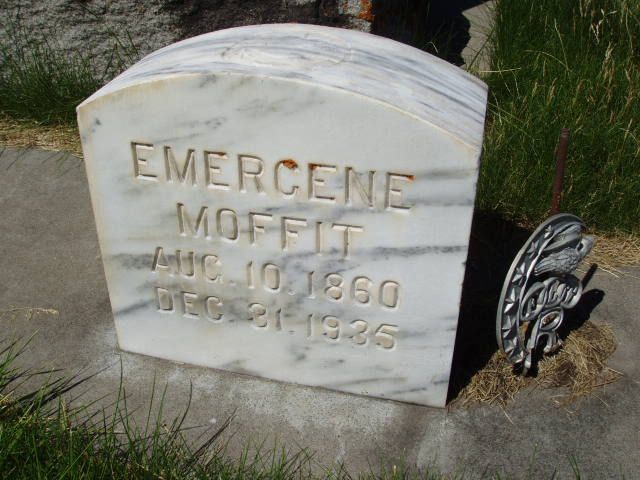 EMERGENE
MOFFIT
AUG. 10. 1860
DEC. 31. 1935